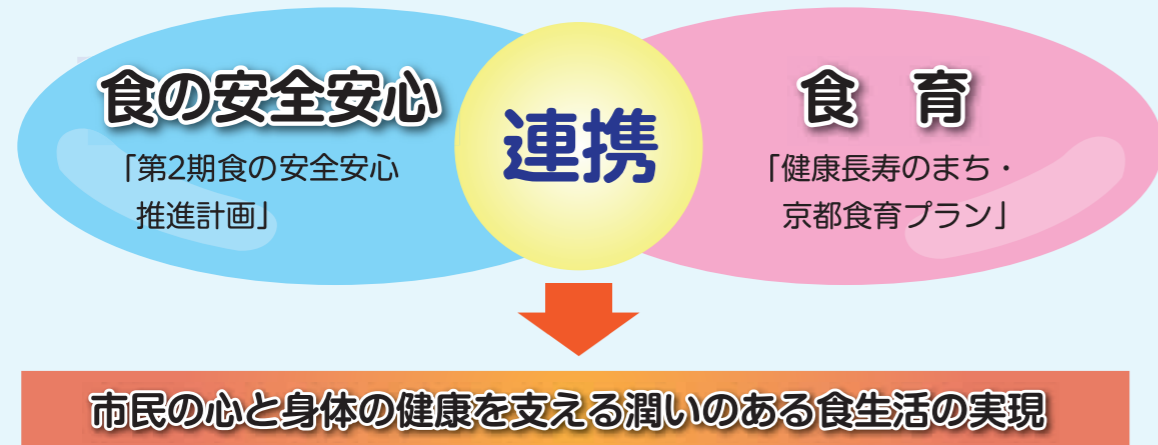 食の安全安心
「第2期食の安全安心
推進計画」
連携
食 育
「健康長寿のまち・
京都食育プラン」
市民の心と身体の健康を支える潤いのある食生活の実現